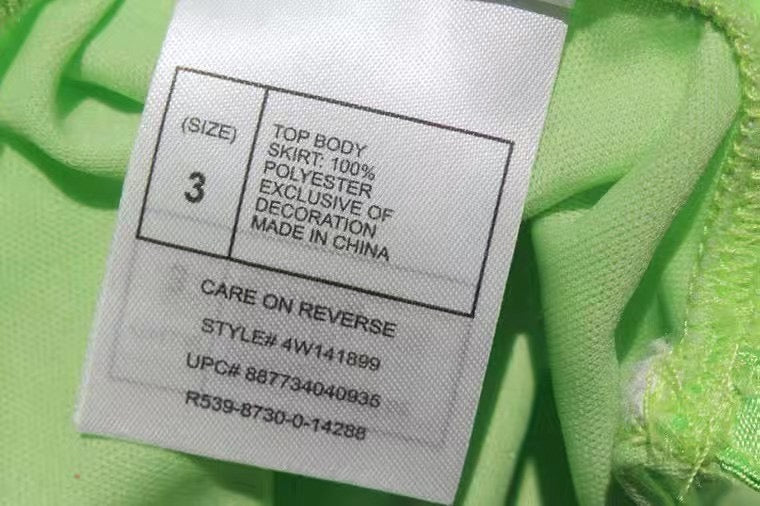 (SIZE)
3
TOP BODY
SKIRT: 100%
POLYESTER
EXCLUSIVE OF
DECORATION
MADE IN CHINA
CARE ON REVERSE
STYLE# 4W141899
UPC# 887734040935
R539-8730-0-14288